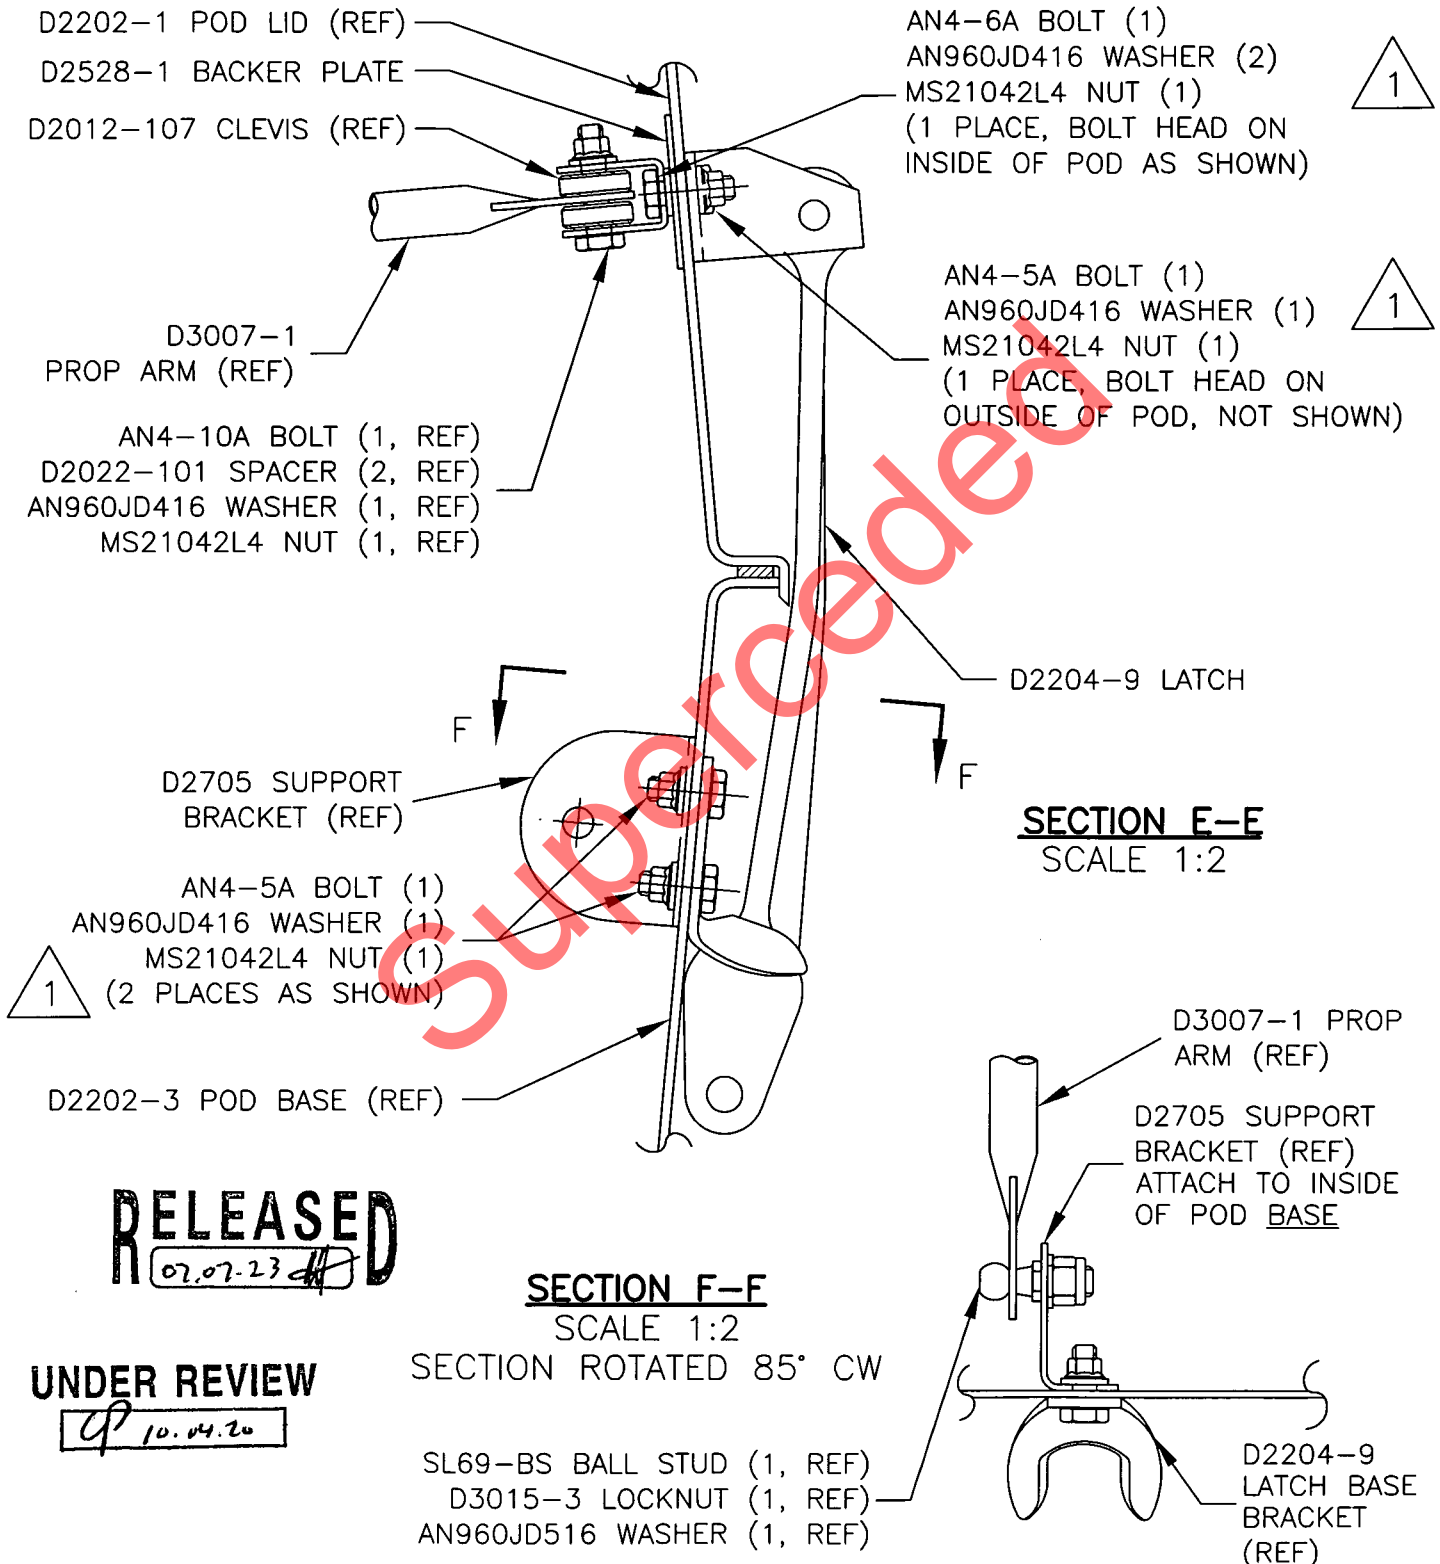 D2202-1 POD LID (REF)
D2528-1 BACKER PLATE
D2012-107 CLEVIS (REF)
AN4-6A BOLT (1)
AN960JD416 WASHER (2)
MS21042L4 NUT (1)
(1 PLACE, BOLT HEAD ON
INSIDE OF POD AS SHOWN)
1
D3007-1
PROP ARM (REF)
AN4-5A BOLT (1)
AN960JD416 WASHER (1)
MS21042L4 NUT (1)
(1 PLACE, BOLT HEAD ON
OUTSIDE OF POD, NOT SHOWN)
1
AN4-10A BOLT (1, REF)
D2022-101 SPACER (2, REF)
AN960JD416 WASHER (1, REF)
MS21042L4 NUT (1, REF)
Superceded
D2204-9 LATCH
F
F
D2705 SUPPORT
BRACKET (REF)
SECTION E-E
SCALE 1:2
AN4-5A BOLT (1)
AN960JD416 WASHER (1)
MS21042L4 NUT (1)
(2 PLACES AS SHOWN)
1
D2202-3 POD BASE (REF)
D3007-1 PROP
ARM (REF)
D2705 SUPPORT
BRACKET (REF)
ATTACH TO INSIDE
OF POD BASE
RELEASED
07.07.23
SECTION F-F
SCALE 1:2
SECTION ROTATED 85° CW
UNDER REVIEW
10.04.20
SL69-BS BALL STUD (1, REF)
D3015-3 LOCKNUT (1, REF)
AN960JD516 WASHER (1, REF)
D2204-9
LATCH BASE
BRACKET
(REF)